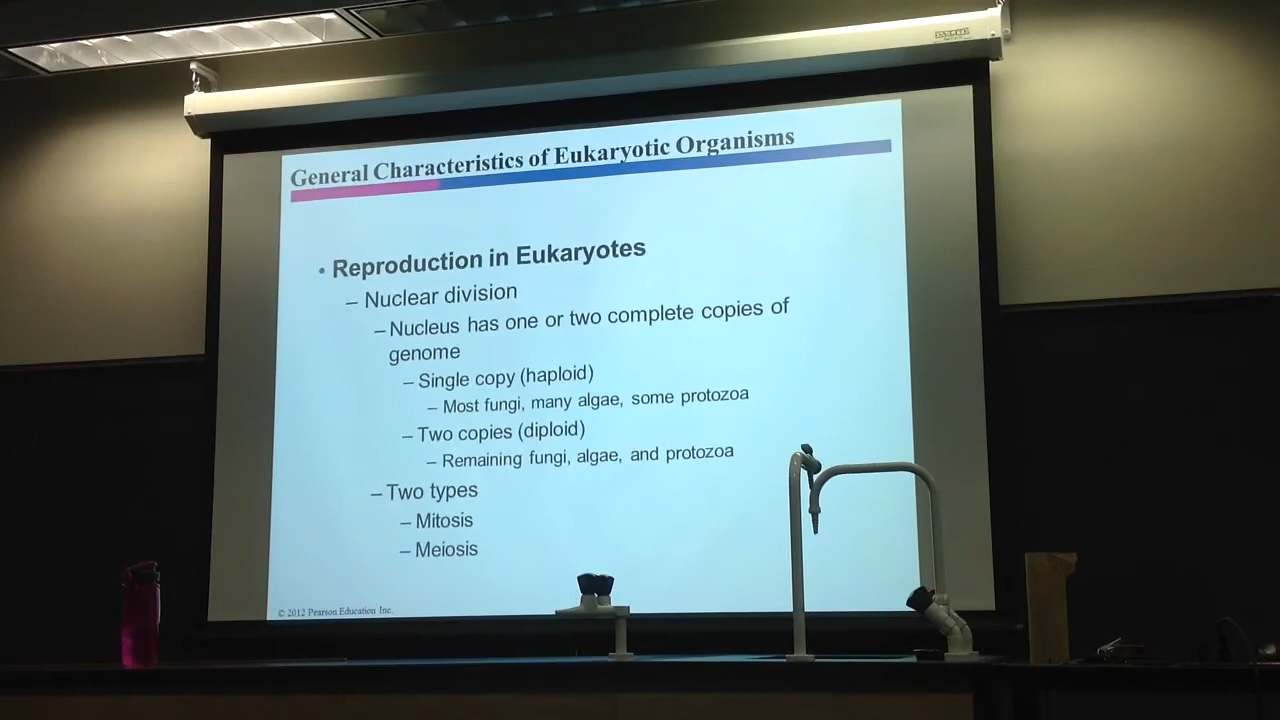 General Characteristics of Eukaryotic Organisms
• Reproduction in Eukaryotes
– Nuclear division
– Nucleus has one or two complete copies of
genome
– Single copy (haploid)
– Most fungi, many algae, some protozoa
– Two copies (diploid)
– Remaining fungi, algae, and protozoa
– Two types
– Mitosis
– Meiosis
© 2012 Pearson Education Inc.